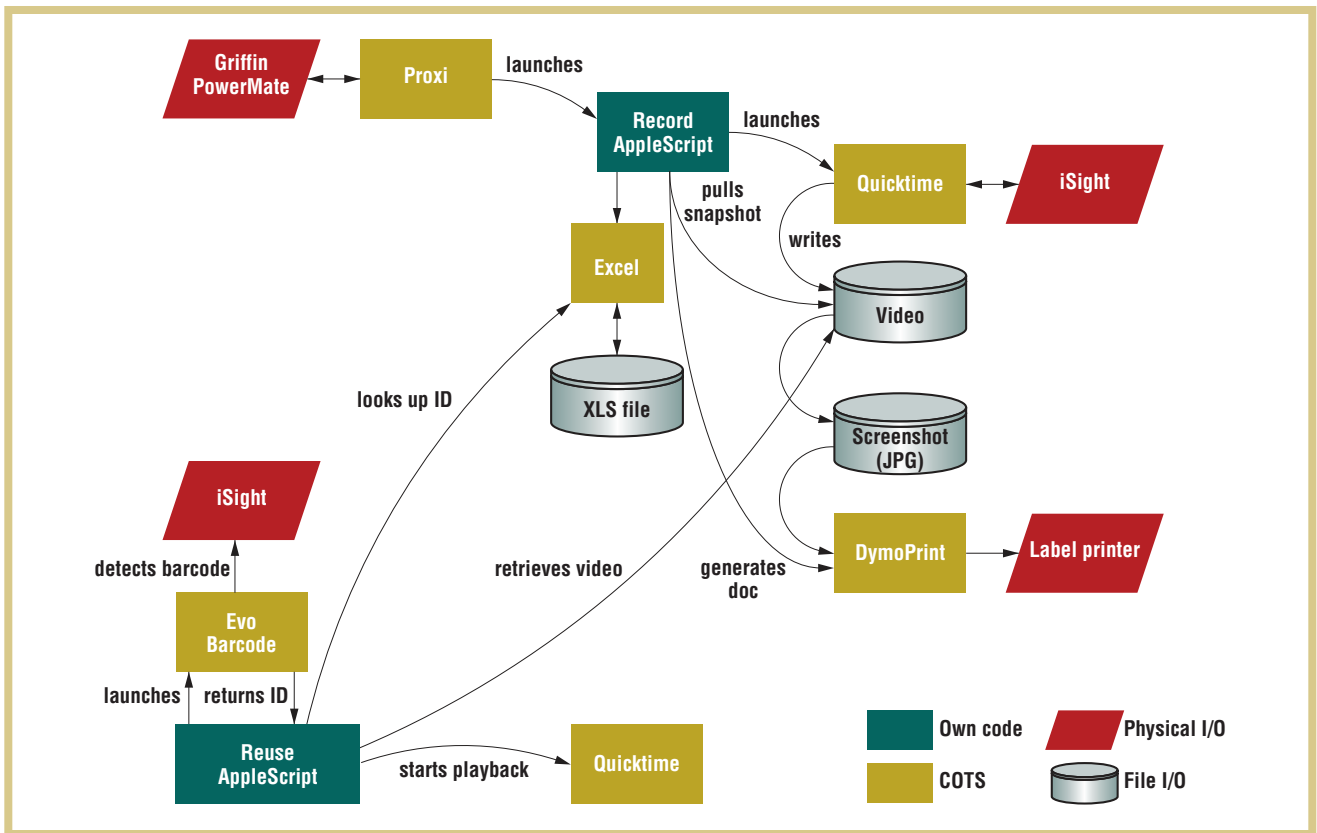 Griffin
PowerMate
Proxi
launches
Record
AppleScript
launches
Quicktime
iSight
pulls
snapshot
writes
Excel
Video
XLS file
looks up ID
Screenshot
(JPG)
iSight
detects barcode
retrieves video
generates
doc
DymoPrint
Label printer
Evo
Barcode
launches
returns ID
Reuse
AppleScript
starts playback
Quicktime
Own code
Physical I/O
COTS
File I/O